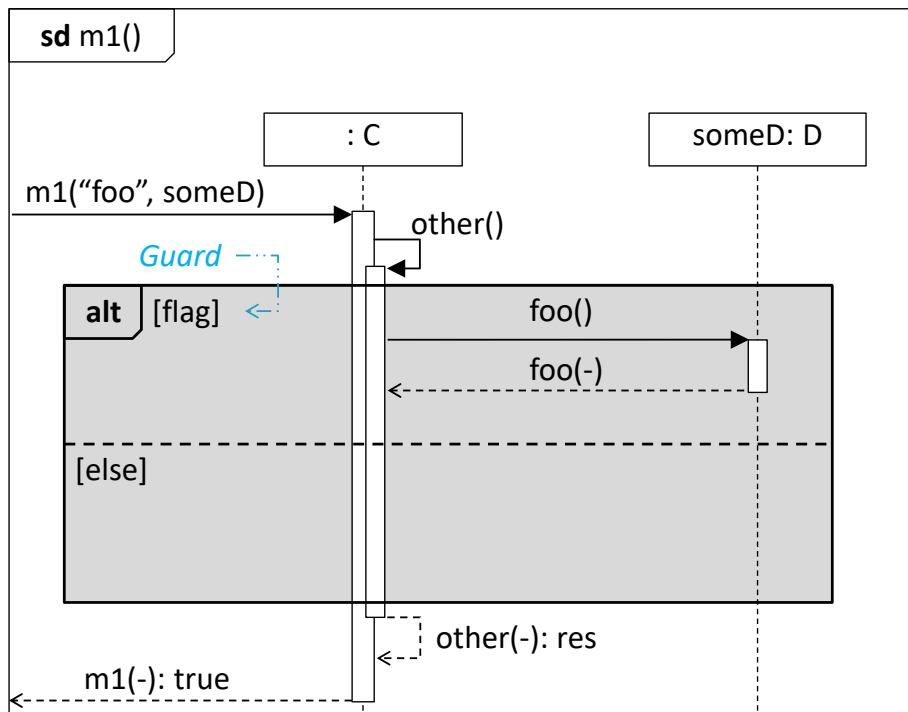 sd m1()
: C
someD: D
m1(“foo”, someD)
other()
Guard
alt [flag]
foo()
foo(-)
[else]
other(-): res
m1(-): true